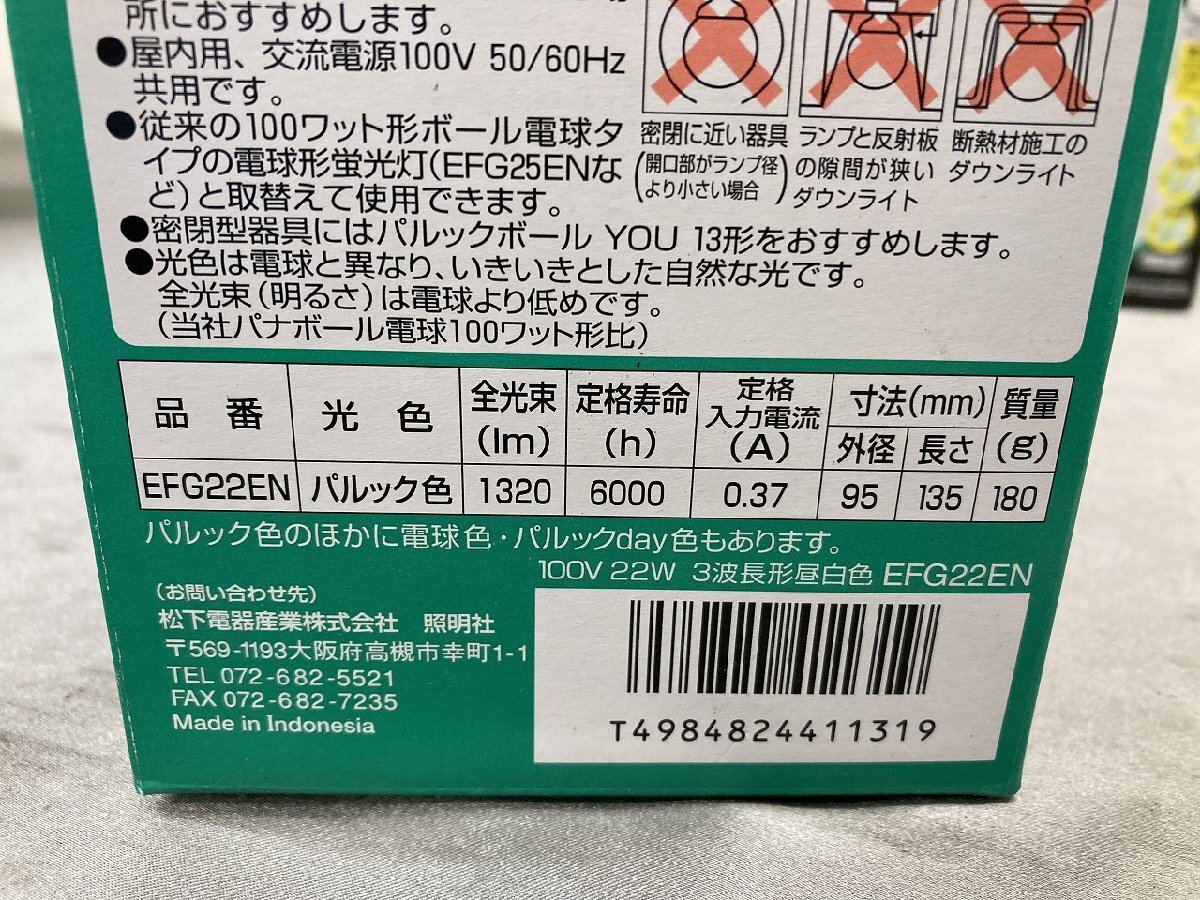 所におすすめします。
●屋内用、交流電源100V 50/60Hz
共用です。
●従来の100ワット形ボール電球タ
イプの電球形蛍光灯(EFG25ENな
ど)と取替えて使用できます。
●密閉型器具にはパルックボール YOU 13形をおすすめします。
●光色は電球と異なり、いきいきとした自然な光です。
全光束(明るさ)は電球より低めです。
(当社パナボール電球100ワット形比)
密閉に近い器具
(開口部がランプ径
より小さい場合)
ランプと反射板
の隙間が狭い
ダウンライト
断熱材施工の
ダウンライト
品番 光色 全光束(lm) 定格寿命(h) 定格入力電流(A) 寸法(mm) 外径 長さ 質量(g)
EFG22EN パルック色 1320 6000 0.37 95 135 180
パルック色のほかに電球色・パルックday色もあります。
100V 22W 3波長形昼白色 EFG22EN
(お問い合わせ先)
松下電器産業株式会社 照明社
〒569-1193大阪府高槻市幸町1-1
TEL 072-682-5521
FAX 072-682-7235
Made in Indonesia
T4984824411319